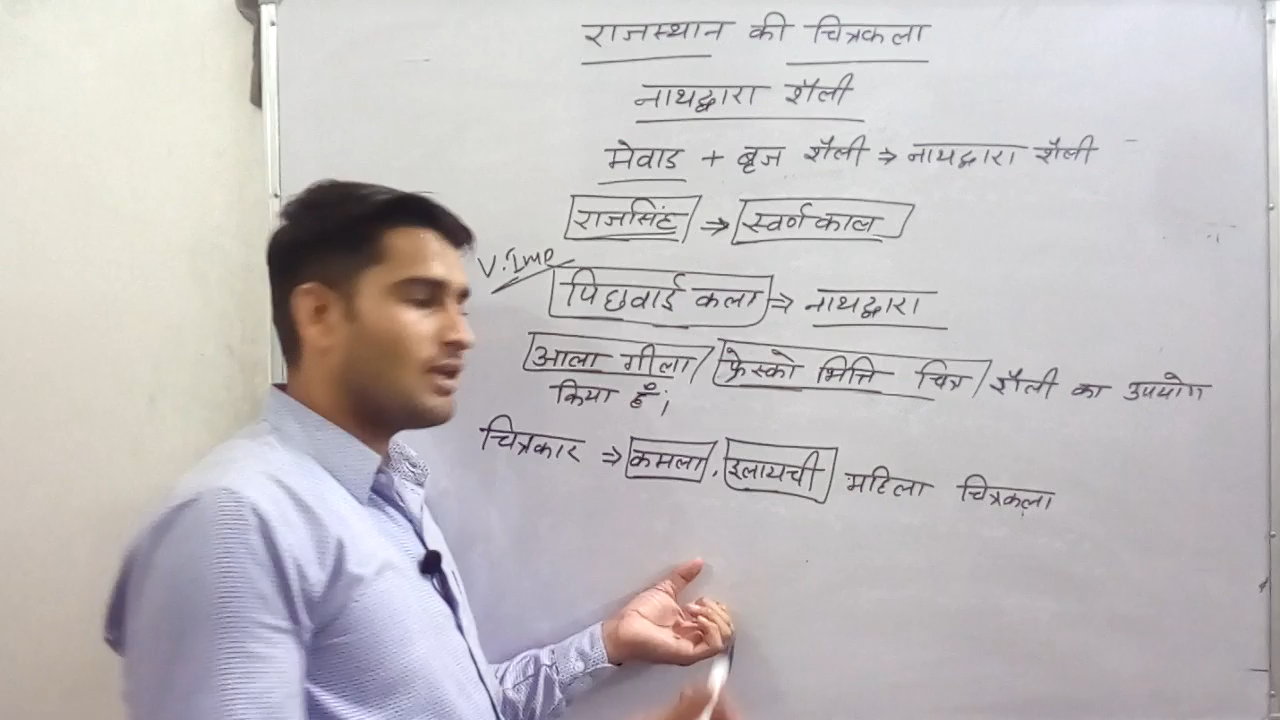 राजस्थान की चित्रकला
नाथद्वारा शैली
मेवाड + बृज शैली ⇒ नाथद्वारा शैली
राजसिंह ⇒ स्वर्णकाल
V. Imp
पिछवाई कला ⇒ नाथद्वारा
आला गीला / फ्रेस्को भित्ति चित्र / शैली का उपयोग
किया हैं;
चित्रकार ⇒ कमला, इलायची महिला चित्रकला